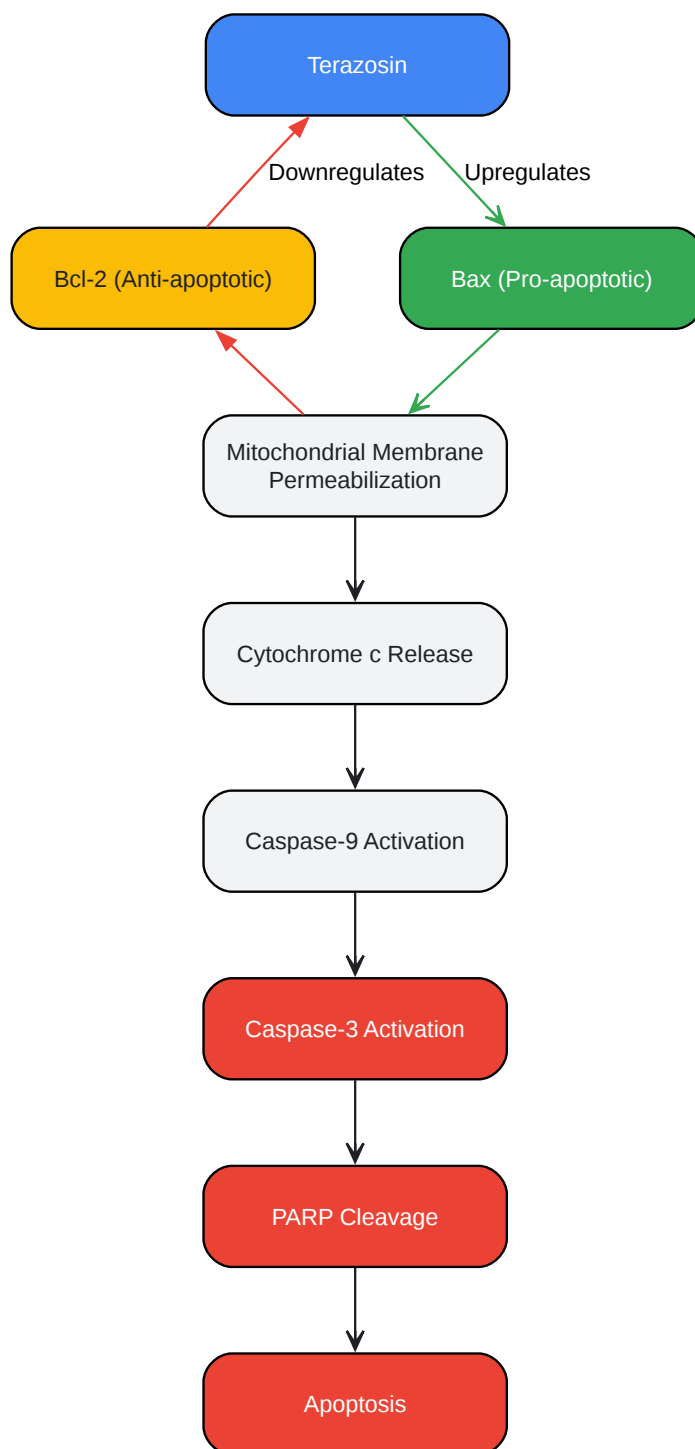 Terazosin
Downregulates
Upregulates
Bcl-2 (Anti-apoptotic)
Bax (Pro-apoptotic)
Mitochondrial Membrane
Permeabilization
Cytochrome c Release
Caspase-9 Activation
Caspase-3 Activation
PARP Cleavage
Apoptosis